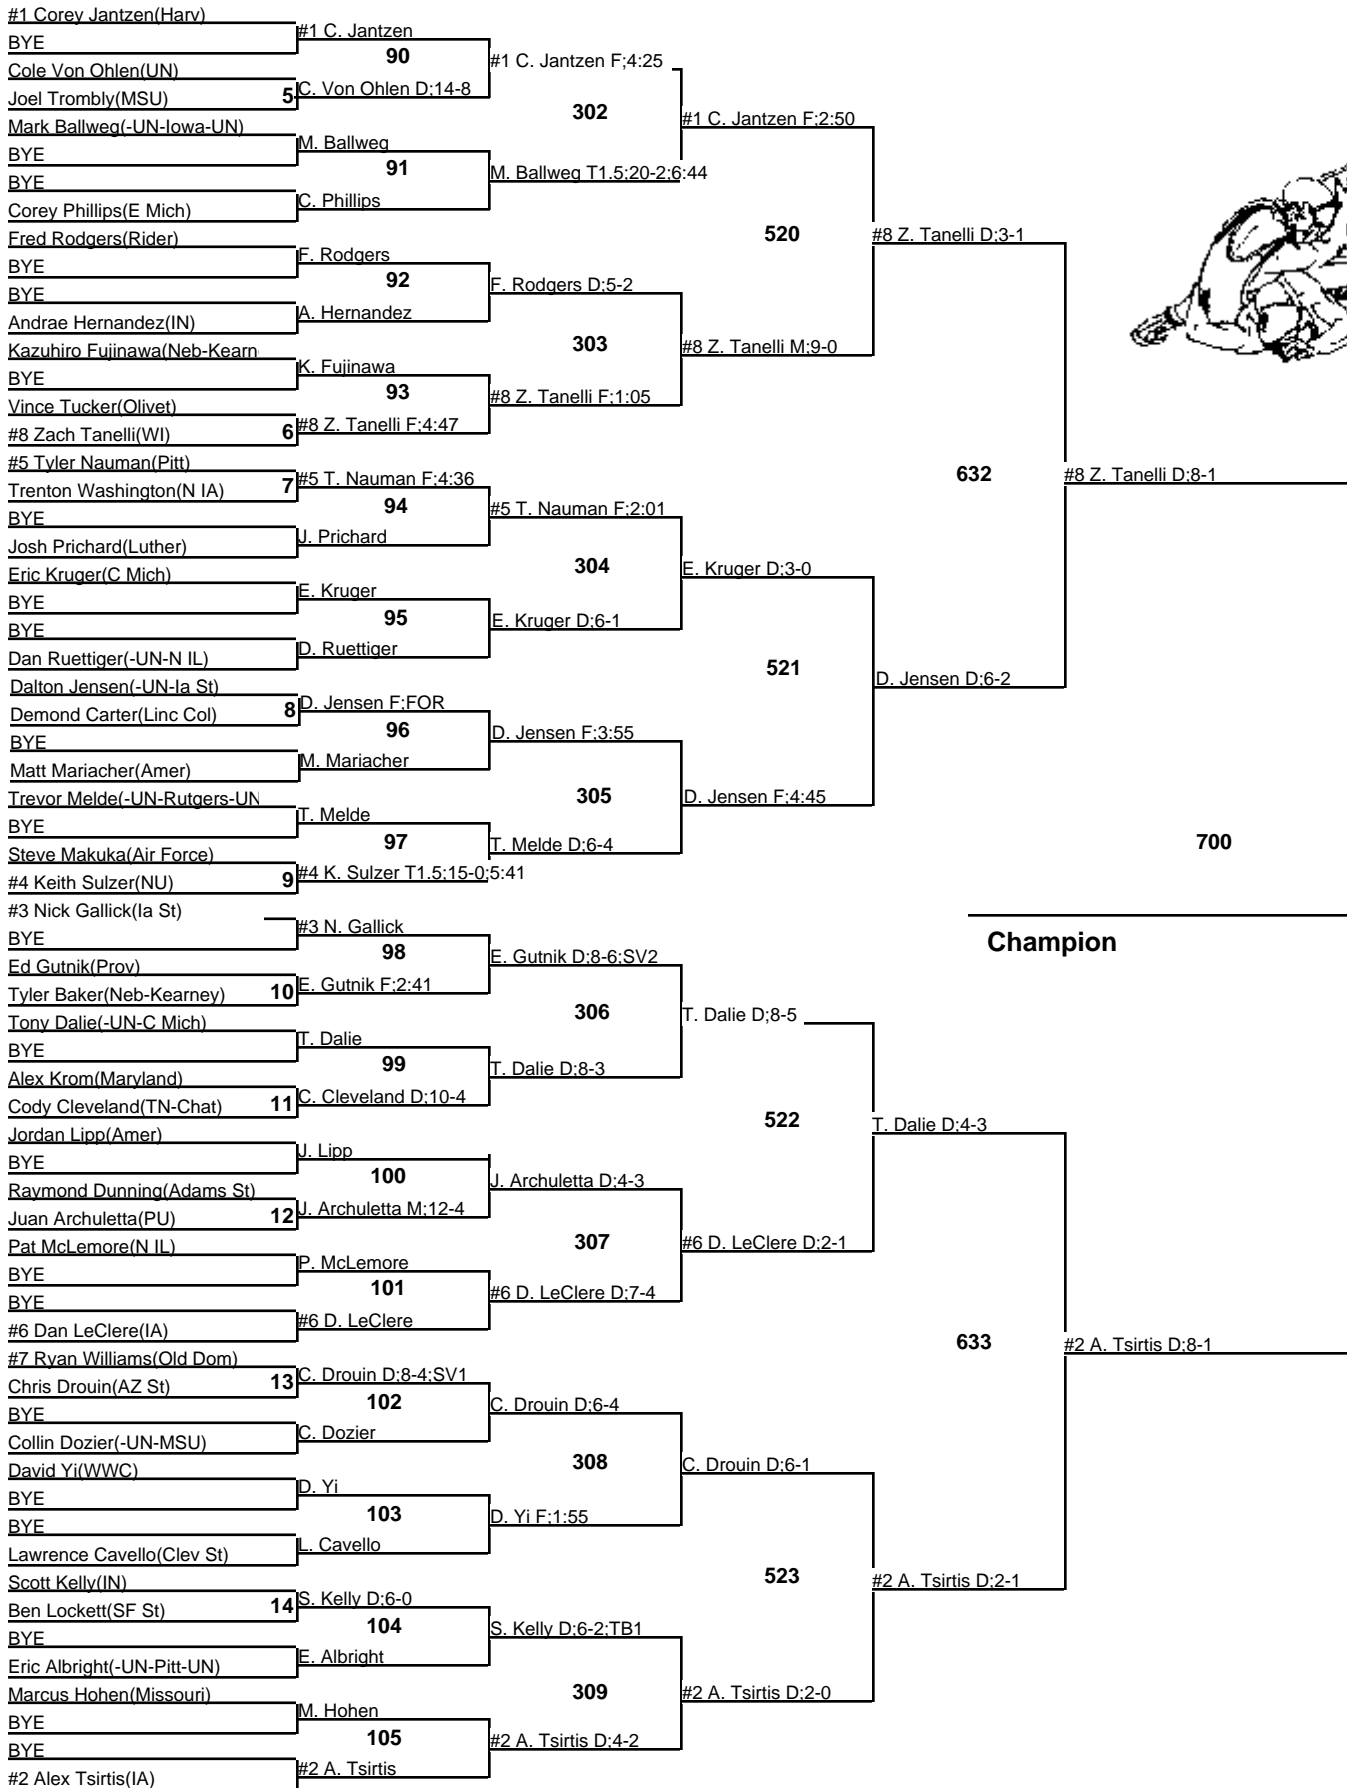 #1 Corey Jantzen(Harv)
BYE
Cole Von Ohlen(UN)
Joel Trombly(MSU)
Mark Ballweg(-UN-Iowa-UN)
BYE
BYE
Corey Phillips(E Mich)
Fred Rodgers(Rider)
BYE
BYE
Andrae Hernandez(IN)
Kazuhiro Fujinawa(Neb-Kearn
BYE
Vince Tucker(Olivet)
#8 Zach Tanelli(WI)
#5 Tyler Nauman(Pitt)
Trenton Washington(N IA)
BYE
Josh Prichard(Luther)
Eric Kruger(C Mich)
BYE
BYE
Dan Ruettiger(-UN-N IL)
Dalton Jensen(-UN-Ia St)
Demond Carter(Linc Col)
BYE
Matt Mariacher(Amer)
Trevor Melde(-UN-Rutgers-UN
BYE
Steve Makuka(Air Force)
#4 Keith Sulzer(NU)
#3 Nick Gallick(Ia St)
BYE
Ed Gutnik(Prov)
Tyler Baker(Neb-Kearney)
Tony Dalie(-UN-C Mich)
BYE
Alex Krom(Maryland)
Cody Cleveland(TN-Chat)
Jordan Lipp(Amer)
BYE
Raymond Dunning(Adams St)
Juan Archuletta(PU)
Pat McLemore(N IL)
BYE
BYE
#6 Dan LeClere(IA)
#7 Ryan Williams(Old Dom)
Chris Drouin(AZ St)
BYE
Collin Dozier(-UN-MSU)
David Yi(WWC)
BYE
BYE
Lawrence Cavello(Clev St)
Scott Kelly(IN)
Ben Lockett(SF St)
BYE
Eric Albright(-UN-Pitt-UN)
Marcus Hohen(Missouri)
BYE
BYE
#2 Alex Tsirtis(IA)
5
6
7
8
9
10
11
12
13
14
#1 C. Jantzen
90
C. Von Ohlen D;14-8
M. Ballweg
91
C. Phillips
F. Rodgers
92
A. Hernandez
K. Fujinawa
93
#8 Z. Tanelli F;4:47
#5 T. Nauman F;4:36
94
J. Prichard
E. Kruger
95
D. Ruettiger
D. Jensen F;FOR
96
M. Mariacher
T. Melde
97
#4 K. Sulzer T1.5;15-0;5:41
#3 N. Gallick
98
E. Gutnik F;2:41
T. Dalie
99
C. Cleveland D;10-4
J. Lipp
100
J. Archuletta M;12-4
P. McLemore
101
#6 D. LeClere
C. Drouin D;8-4;SV1
102
C. Dozier
D. Yi
103
L. Cavello
S. Kelly D;6-0
104
E. Albright
M. Hohen
105
#2 A. Tsirtis
#1 C. Jantzen F;4:25
302
M. Ballweg T1.5;20-2;6:44
F. Rodgers D;5-2
303
#8 Z. Tanelli F;1:05
#5 T. Nauman F;2:01
304
E. Kruger D;6-1
D. Jensen F;3:55
305
T. Melde D;6-4
E. Gutnik D;8-6;SV2
306
T. Dalie D;8-3
J. Archuletta D;4-3
307
#6 D. LeClere D;7-4
C. Drouin D;6-4
308
D. Yi F;1:55
S. Kelly D;6-2;TB1
309
#2 A. Tsirtis D;4-2
#1 C. Jantzen F;2:50
520
#8 Z. Tanelli M;9-0
E. Kruger D;3-0
521
D. Jensen F;4:45
T. Dalie D;8-5
522
#6 D. LeClere D;2-1
C. Drouin D;6-1
523
#2 A. Tsirtis D;2-0
#8 Z. Tanelli D;3-1
632
D. Jensen D;6-2
T. Dalie D;4-3
633
#2 A. Tsirtis D;2-1
#8 Z. Tanelli D;8-1
700
Champion
#2 A. Tsirtis D;8-1